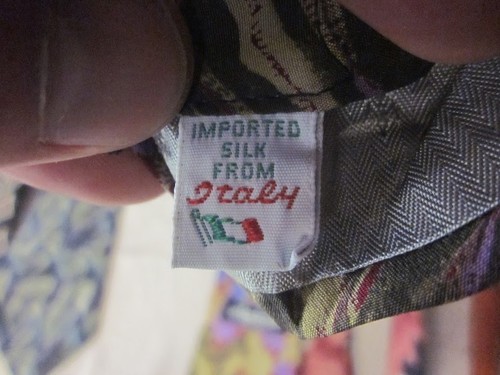 IMPORTED
SILK
FROM
Italy